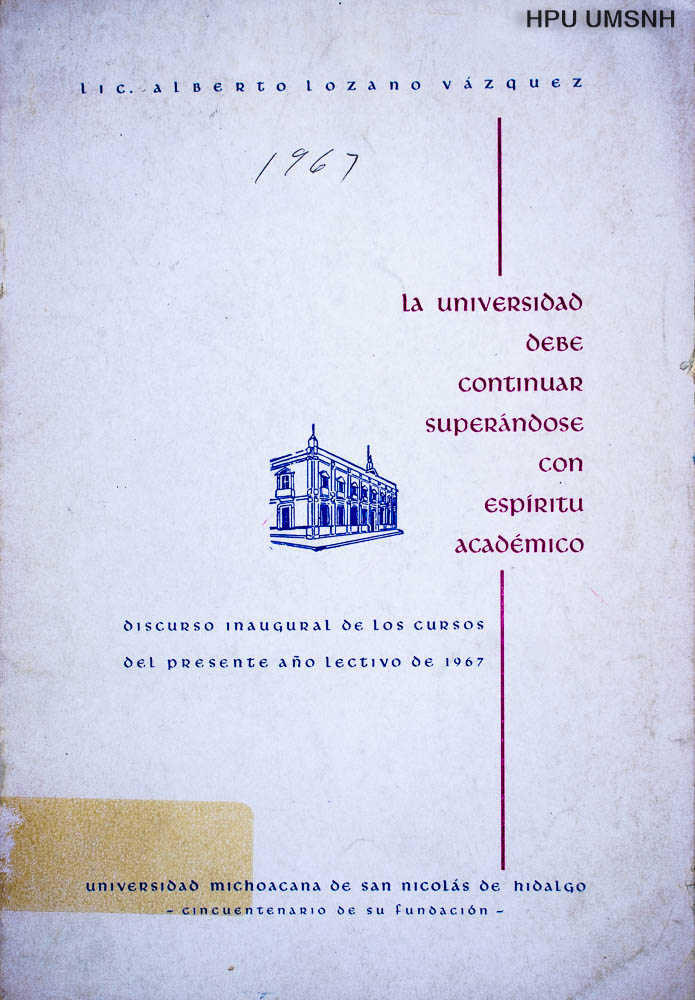 HPU UMSNH
LIC. ALBERTO LOZANO VÁZQUEZ
1967
LA UNIVERSIDAD
DEBE
CONTINUAR
SUPERÁNDOSE
CON
ESPÍRITU
ACADÉMICO
DISCURSO INAUGURAL DE LOS CURSOS
DEL PRESENTE AÑO LECTIVO DE 1967
UNIVERSIDAD MICHOACANA DE SAN NICOLÁS DE HIDALGO
- CINCUENTENARIO DE SU FUNDACIÓN -